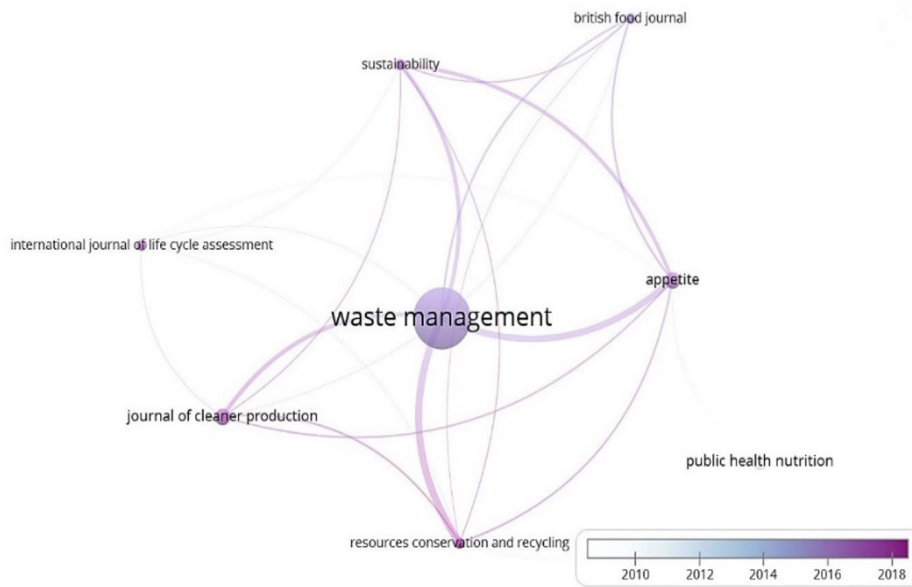 british food journal
sustainability
international journal of life cycle assessment
appetite
waste management
journal of cleaner production
public health nutrition
resources conservation and recycling
2010 2012 2014 2016 2018